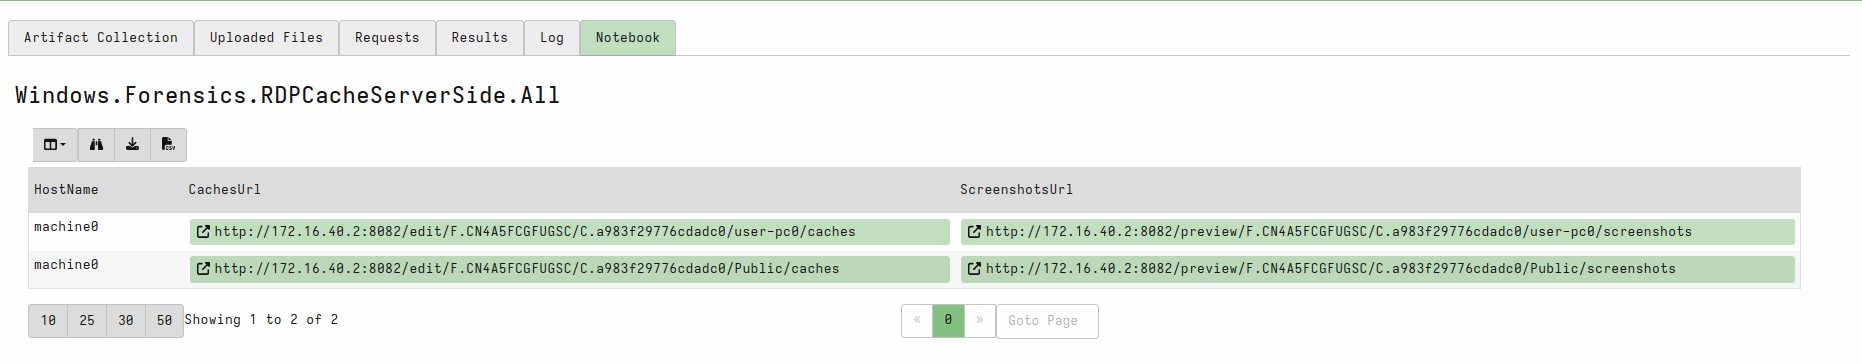 Artifact Collection Uploaded Files Requests Results Log Notebook
Windows.Forensics.RDPCacheServerSide.All
HostName CachesUrl ScreenshotsUrl
machine0 http://172.16.40.2:8082/edit/F.CN4A5FCGFUGSC/C.a983f29776cdadc0/user-pc0/caches http://172.16.40.2:8082/preview/F.CN4A5FCGFUGSC/C.a983f29776cdadc0/user-pc0/screenshots
machine0 http://172.16.40.2:8082/edit/F.CN4A5FCGFUGSC/C.a983f29776cdadc0/Public/caches http://172.16.40.2:8082/preview/F.CN4A5FCGFUGSC/C.a983f29776cdadc0/Public/screenshots
10 25 30 50 Showing 1 to 2 of 2 « 0 » Goto Page